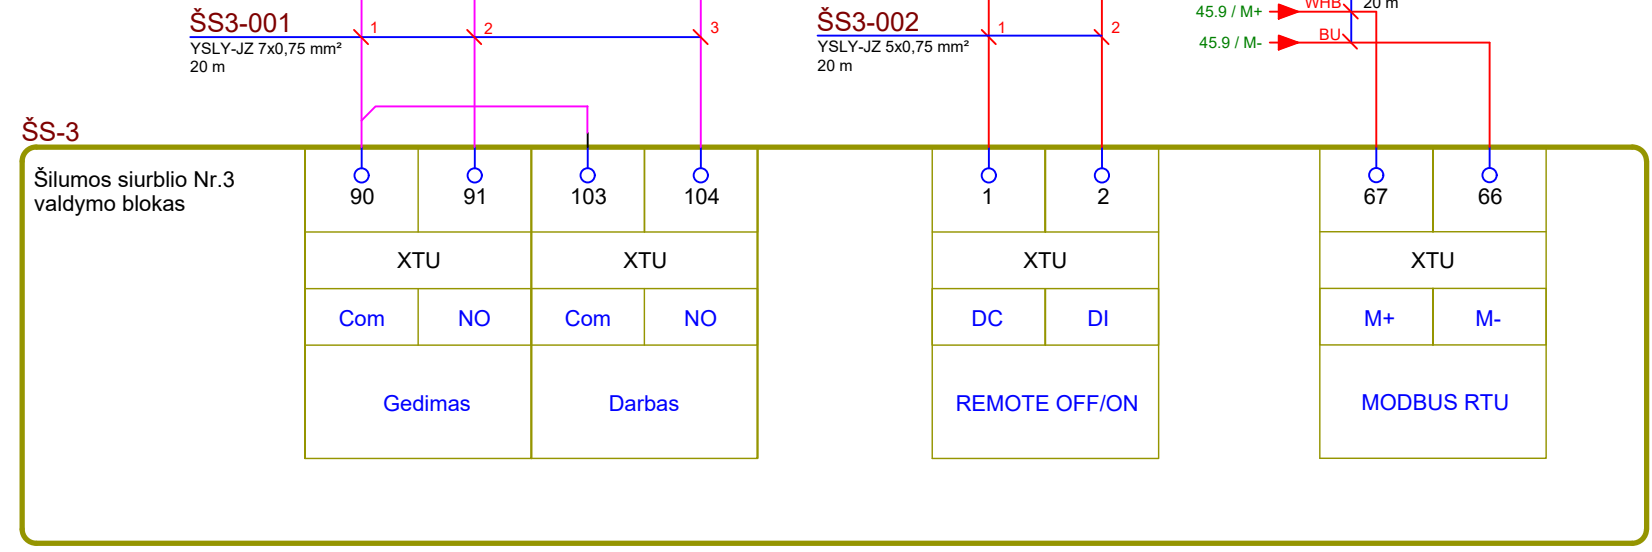 ŠS3-001
YSLY-JZ 7x0,75 mm²
20 m
1
2
3
ŠS3-002
YSLY-JZ 5x0,75 mm²
20 m
1
2
45.9 / M+
WHB
20 m
45.9 / M-
BU
ŠS-3
Šilumos siurblio Nr.3
valdymo blokas
90 91 103 104 1 2 67 66
XTU XTU XTU XTU
Com NO Com NO DC DI M+ M-
Gedimas Darbas REMOTE OFF/ON MODBUS RTU